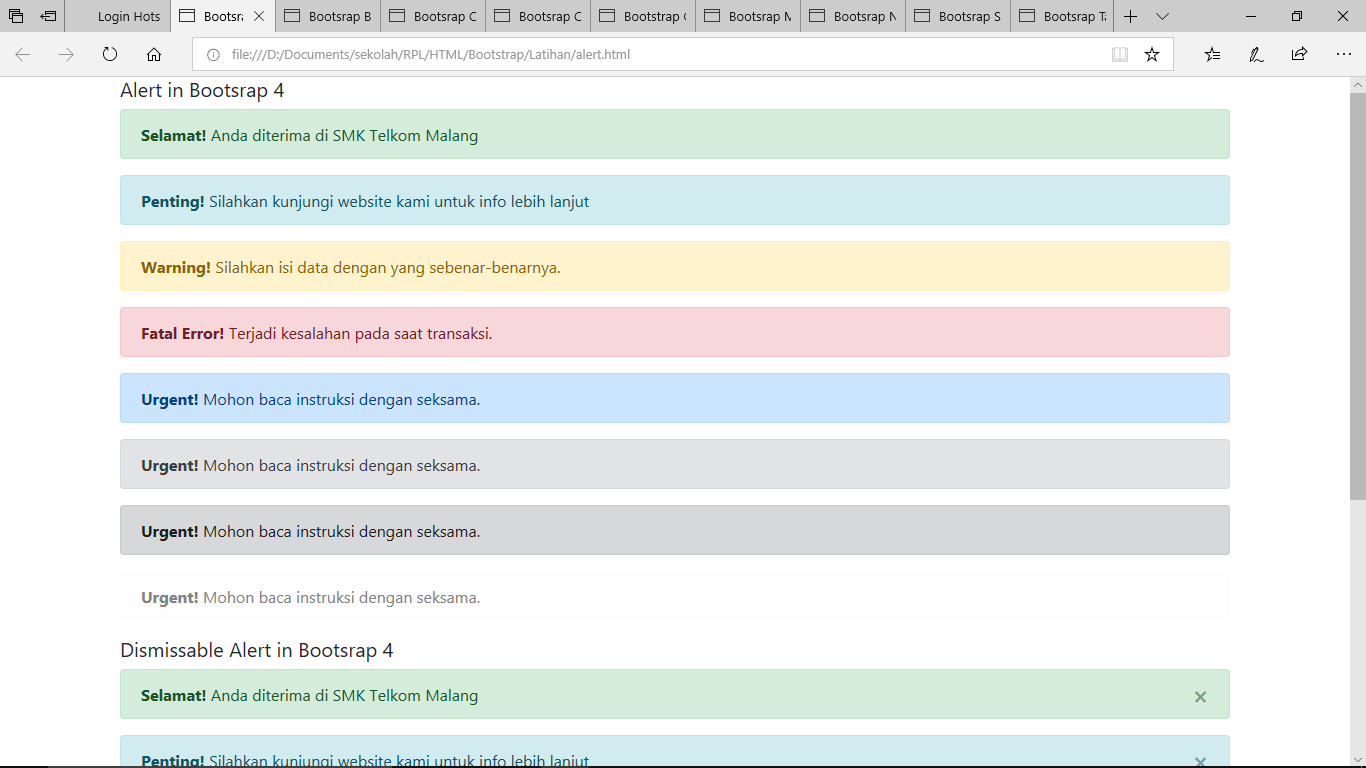 Login Hots
Bootsr
Bootsrap B
Bootsrap C
Bootsrap C
Bootstrap
Bootsrap M
Bootsrap N
Bootsrap S
Bootsrap Ta
file:///D:/Documents/sekolah/RPL/HTML/Bootstrap/Latihan/alert.html
Alert in Bootsrap 4
Selamat! Anda diterima di SMK Telkom Malang
Penting! Silahkan kunjungi website kami untuk info lebih lanjut
Warning! Silahkan isi data dengan yang sebenar-benarnya.
Fatal Error! Terjadi kesalahan pada saat transaksi.
Urgent! Mohon baca instruksi dengan seksama.
Urgent! Mohon baca instruksi dengan seksama.
Urgent! Mohon baca instruksi dengan seksama.
Urgent! Mohon baca instruksi dengan seksama.
Dismissable Alert in Bootsrap 4
Selamat! Anda diterima di SMK Telkom Malang ×
Penting! Silahkan kunjungi website kami untuk info lebih lanjut ×